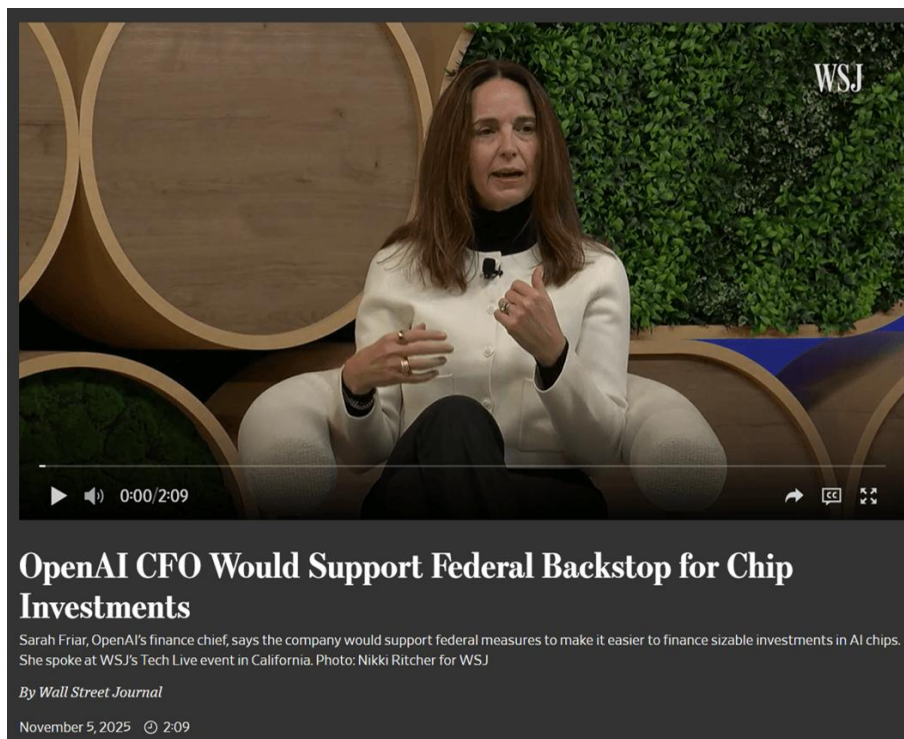 WSJ
0:00/2:09
CC
OpenAI CFO Would Support Federal Backstop for Chip
Investments
Sarah Friar, OpenAI's finance chief, says the company would support federal measures to make it easier to finance sizable investments in AI chips.
She spoke at WSJ's Tech Live event in California. Photo: Nikki Ritcher for WSJ
By Wall Street Journal
November 5, 2025 2:09